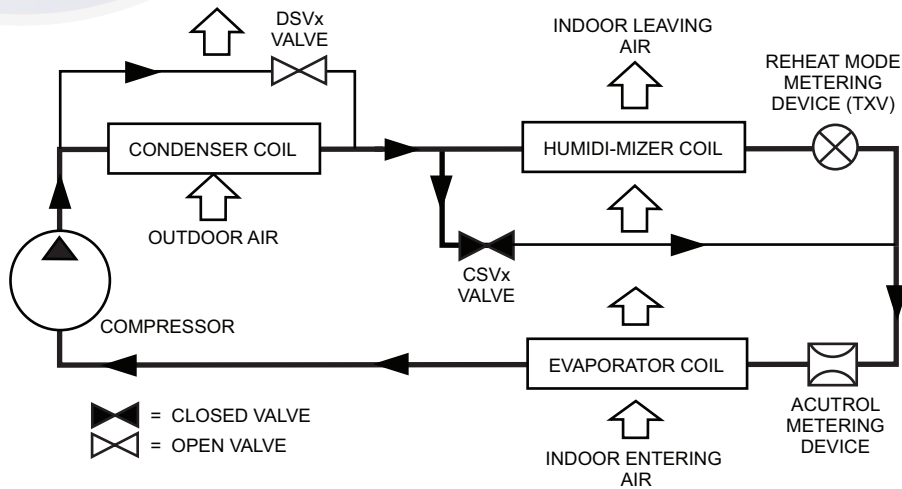 DSVx
VALVE
INDOOR LEAVING
AIR
REHEAT MODE
METERING
DEVICE (TXV)
CONDENSER COIL
HUMIDI-MIZER COIL
OUTDOOR AIR
CSVx
VALVE
COMPRESSOR
EVAPORATOR COIL
ACUTROL
METERING
DEVICE
= CLOSED VALVE
= OPEN VALVE
INDOOR ENTERING
AIR